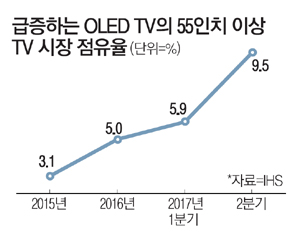 급증하는 OLED TV의 55인치 이상
TV 시장 점유율 (단위=%)
9.5
5.9
5.0
3.1
*자료=IHS
2015년 2016년 2017년 2분기
1분기